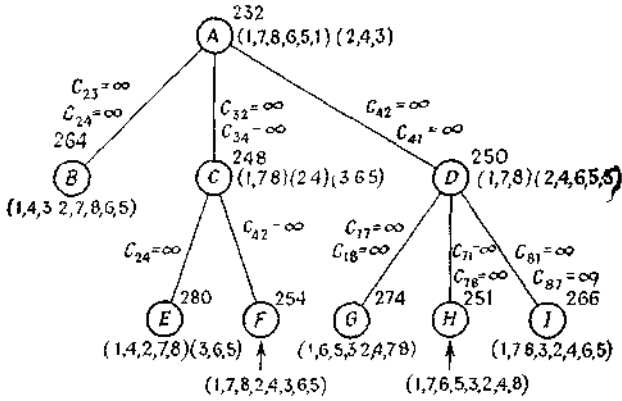 232
A (1,7,8,6,5,1) (2,4,3)
C₂₃=∞
C₂₄=∞
C₃₂=∞
C₃₄=∞
C₄₂=∞
C₄₁=∞
264
B
(1,4,3 2,7,8,6,5)
248
C (1,7 8)(2 4)(3 6 5)
250
D (1,7,8)(2,4,6,5,3)
C₂₄=∞
C₄₂=∞
C₁₇=∞
C₁₈=∞
C₇₁=∞
C₇₈=∞
C₈₁=∞
C₈₇=∞
280
E
254
F
274
G
251
H
266
I
(1,4,2,7,8)(3,6,5)
(1,6,5,3 2,4,7 8)
(1,7 8,3,2,4,6,5)
(1,7,8,2,4,3,6,5)
(1,7,6,5,3,2,4,8)